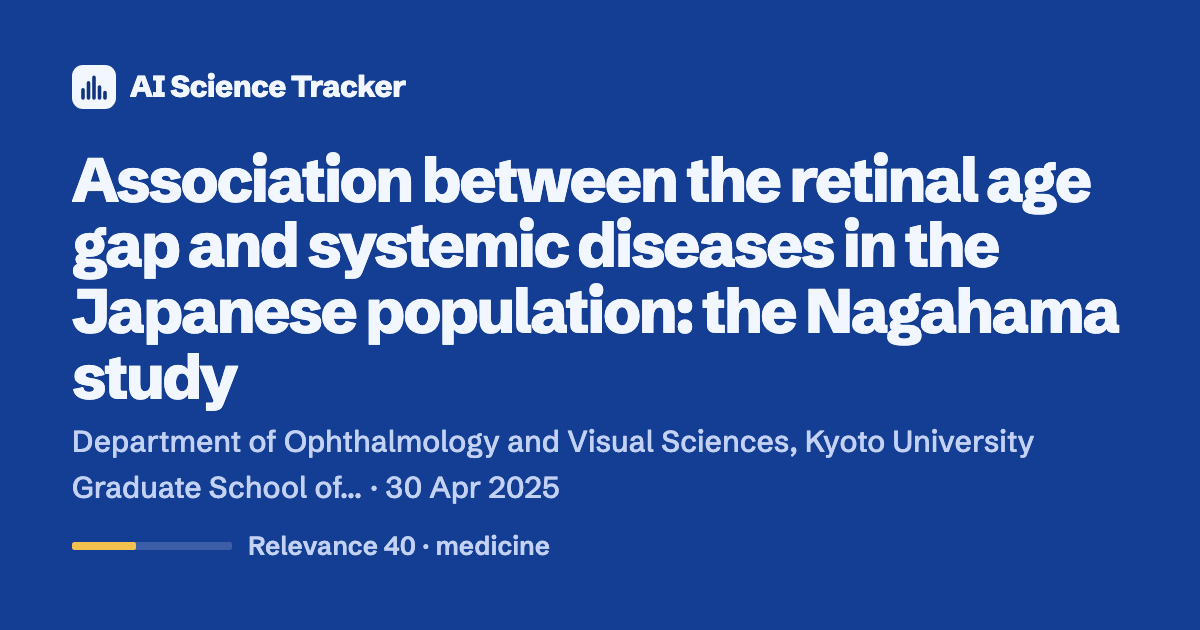 AI Science Tracker
Association between the retinal age
gap and systemic diseases in the
Japanese population: the Nagahama
study
Department of Ophthalmology and Visual Sciences, Kyoto University
Graduate School of... · 30 Apr 2025
Relevance 40 · medicine